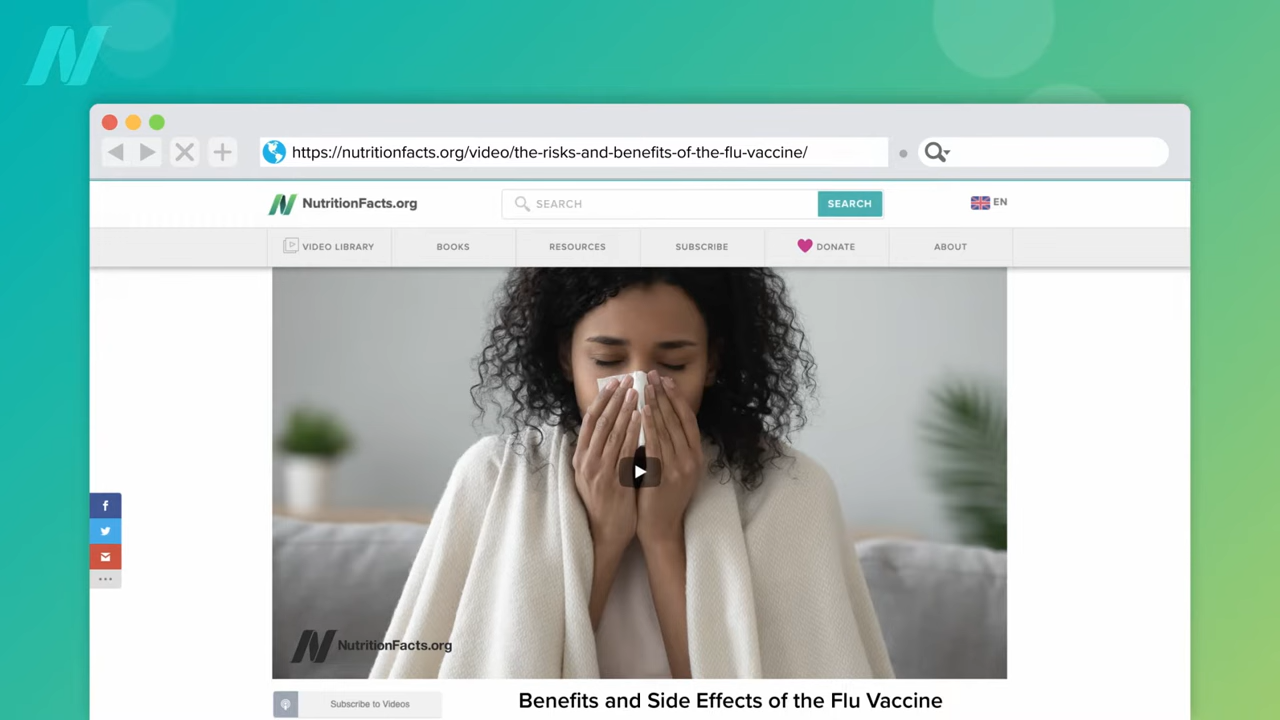 https://nutritionfacts.org/video/the-risks-and-benefits-of-the-flu-vaccine/
NutritionFacts.org
SEARCH
SEARCH
EN
VIDEO LIBRARY
BOOKS
RESOURCES
SUBSCRIBE
DONATE
ABOUT
NutritionFacts.org
Subscribe to Videos
Benefits and Side Effects of the Flu Vaccine